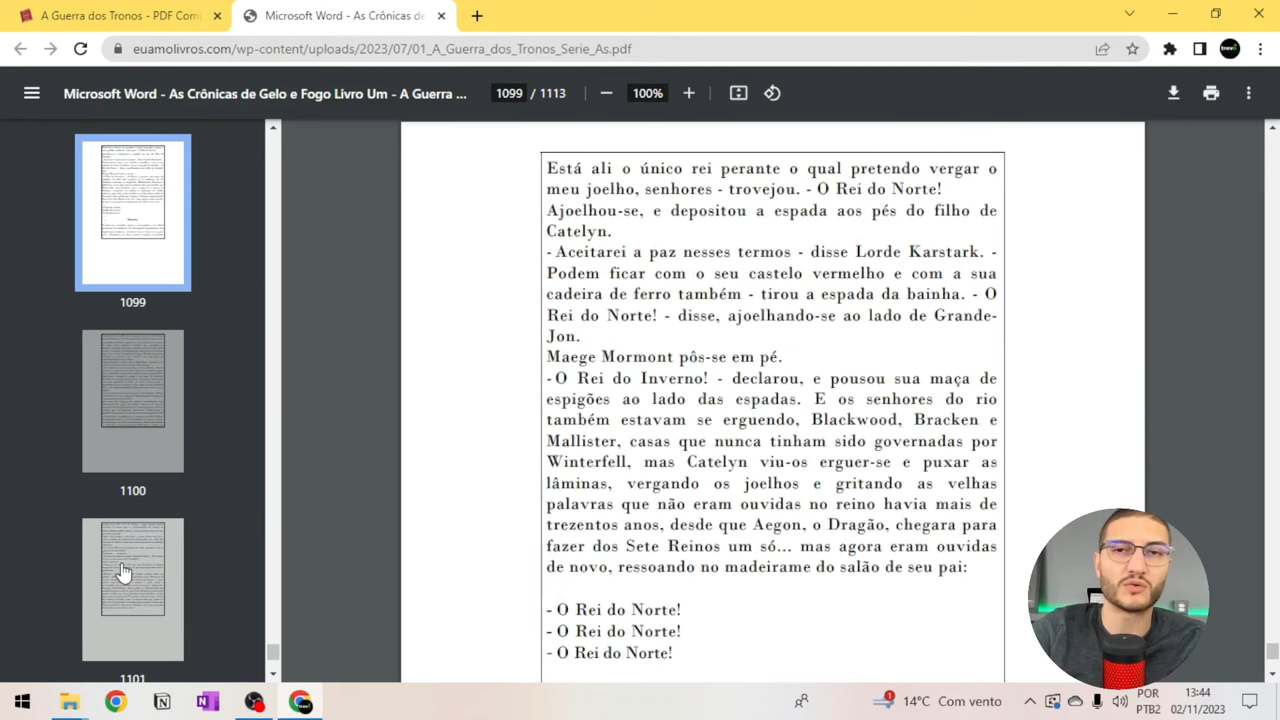 A Guerra dos Tronos - PDF Com
Microsoft Word - As Crônicas de
euamolivros.com/wp-content/uploads/2023/07/01_A_Guerra_dos_Tronos_Serie_As.pdf
Microsoft Word - As Crônicas de Gelo e Fogo Livro Um - A Guerra ...
1099 / 1113
100%
1099
1100
1101
Está ali o único rei perante o qual pretendo vergar o
meu joelho, senhores - trovejou. - O Rei do Norte!
Ajoelhou-se, e depositou a espada aos pés do filho de
Catelyn.
- Aceitarei a paz nesses termos - disse Lorde Karstark. -
Podem ficar com o seu castelo vermelho e com a sua
cadeira de ferro também - tirou a espada da bainha. - O
Rei do Norte! - disse, ajoelhando-se ao lado de Grande-
Jon.
Maege Mormont pôs-se em pé.
- O Rei do Inverno! - declarou, e pousou sua maça de
espigões ao lado das espadas. E os senhores do rio
também estavam se erguendo, Blackwood, Bracken e
Mallister, casas que nunca tinham sido governadas por
Winterfell, mas Catelyn viu-os erguer-se e puxar as
lâminas, vergando os joelhos e gritando as velhas
palavras que não eram ouvidas no reino havia mais de
trezentos anos, desde que Aegon, o Dragão, chegara para
fazer dos Sete Reinos um só... mas agora eram ouvidas
de novo, ressoando no madeirame do salão de seu pai:
- O Rei do Norte!
- O Rei do Norte!
- O Rei do Norte!
14°C Com vento
POR
PTB2
13:44
02/11/2023